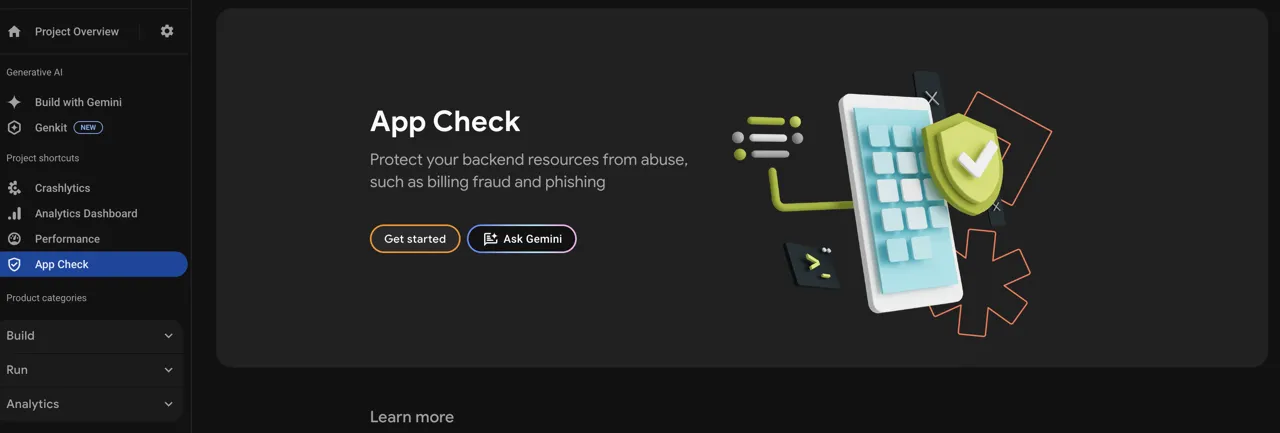 Project Overview
Generative AI
Build with Gemini
Genkit NEW
Project shortcuts
Crashlytics
Analytics Dashboard
Performance
App Check
Product categories
Build
Run
Analytics
App Check
Protect your backend resources from abuse,
such as billing fraud and phishing
Get started
Ask Gemini
Learn more